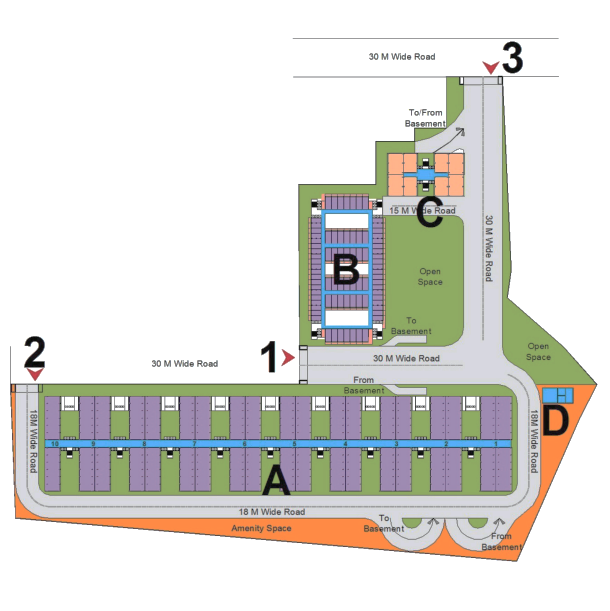 30 M Wide Road
3
To/From
Basement
15 M Wide Road
C
30 M Wide Road
B
Open
Space
To
Basement
Open
Space
2
30 M Wide Road
1
30 M Wide Road
From
Basement
18M Wide Road
D
18M Wide Road
10 9 8 7 6 5 4 3 2 1
A
18 M Wide Road
Amenity Space
To
Basement
From
Basement